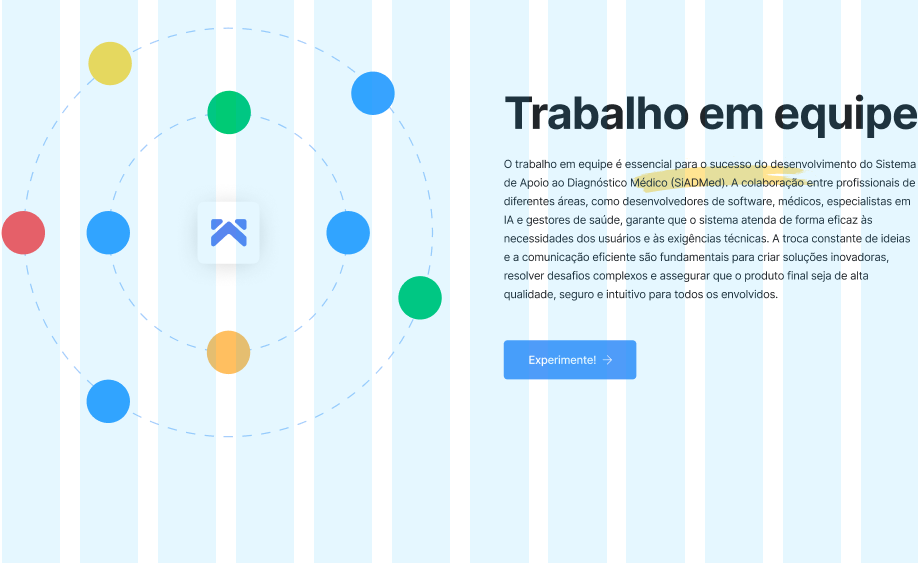 Trabalho em equipe
O trabalho em equipe é essencial para o sucesso do desenvolvimento do Sistema
de Apoio ao Diagnóstico Médico (SiADMed). A colaboração entre profissionais de
diferentes áreas, como desenvolvedores de software, médicos, especialistas em
IA e gestores de saúde, garante que o sistema atenda de forma eficaz às
necessidades dos usuários e às exigências técnicas. A troca constante de ideias
e a comunicação eficiente são fundamentais para criar soluções inovadoras,
resolver desafios complexos e assegurar que o produto final seja de alta
qualidade, seguro e intuitivo para todos os envolvidos.
Experimente! →